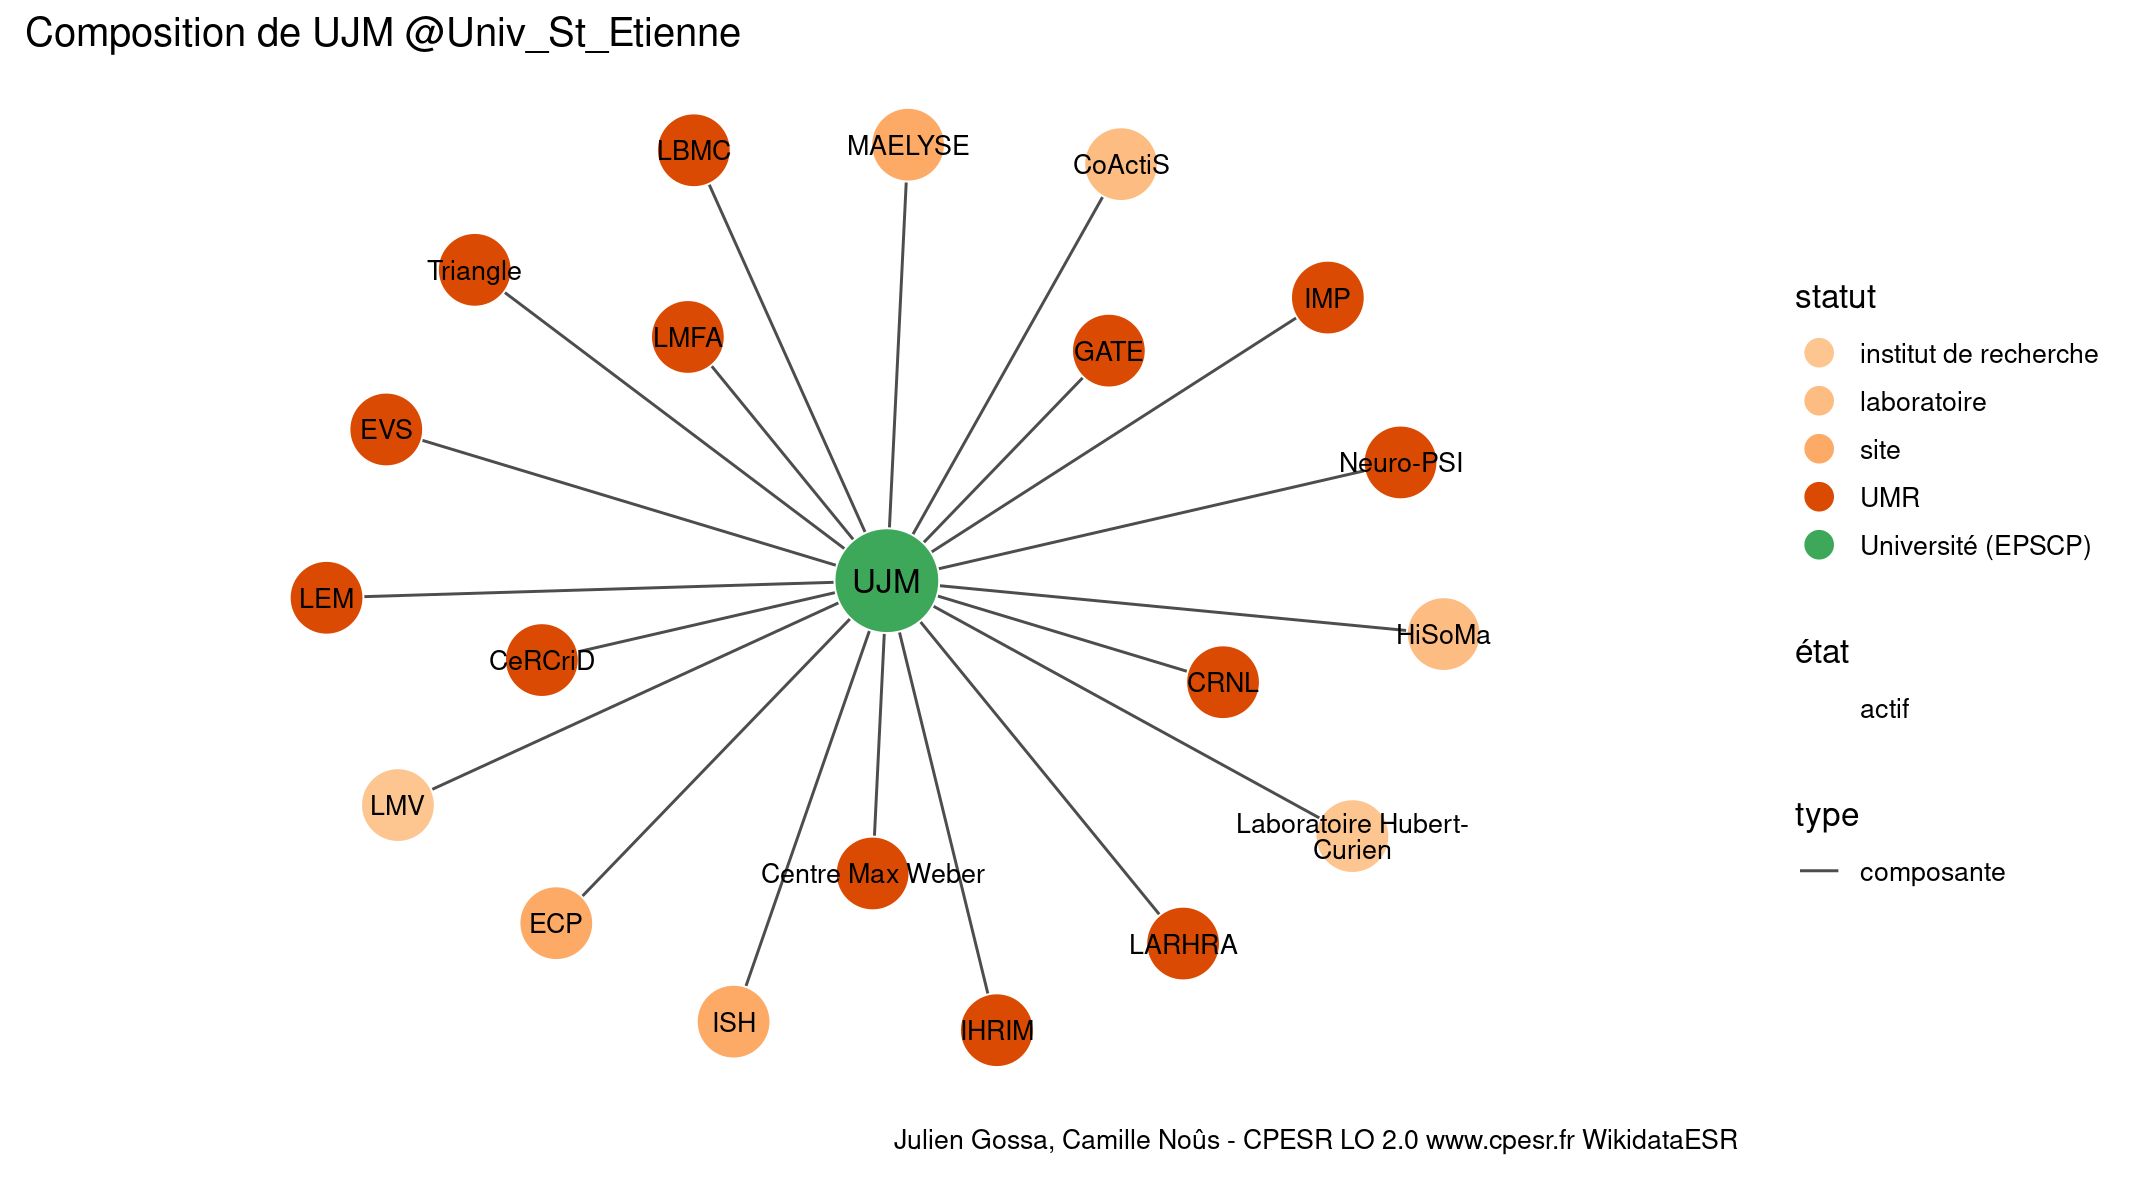 Composition de UJM @Univ_St_Etienne
LBMC
MAELYSE
CoActiS
Triangle
IMP
LMFA
GATE
EVS
Neuro-PSI
UJM
LEM
HiSoMa
CeRCriD
CRNL
LMV
Laboratoire Hubert-
Curien
Centre Max Weber
ECP
LARHRA
ISH
IHRIM
statut
institut de recherche
laboratoire
site
UMR
Université (EPSCP)
état
actif
type
composante
Julien Gossa, Camille Noûs - CPESR LO 2.0 www.cpesr.fr WikidataESR